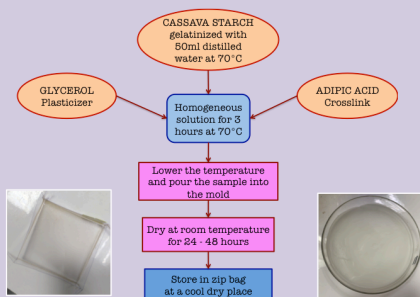 CASSAVA STARCH
gelatinized with
50ml distilled
water at 70°C
GLYCEROL
Plasticizer
ADIPIC ACID
Crosslink
Homogeneous
solution for 3
hours at 70°C
Lower the temperature
and pour the sample into
the mold
Dry at room temperature
for 24 - 48 hours
Store in zip bag
at a cool dry place